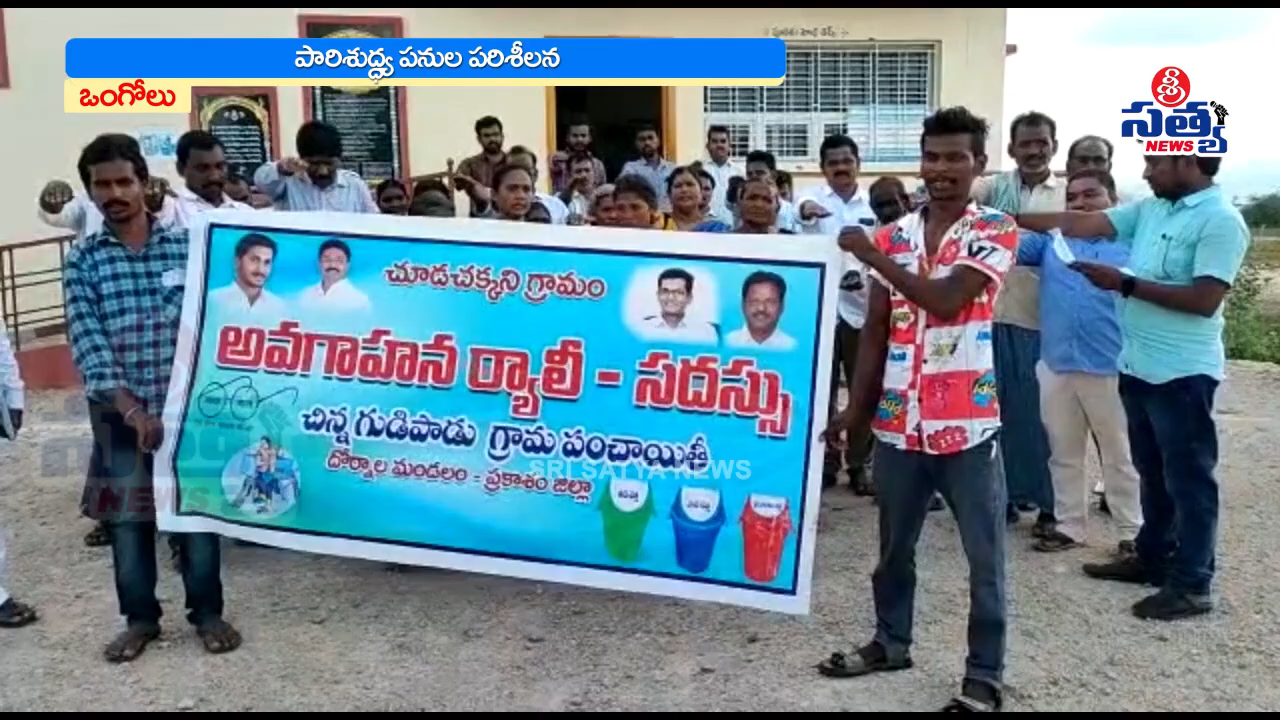 పారిశుద్ధ్య పనుల పరిశీలన
ఒంగోలు
శ్రీ
సత్య
NEWS
చూడచక్కని గ్రామం
అవగాహన ర్యాలీ - సదస్సు
చిన్న గుడిపాడు గ్రామ పంచాయితీ
దోర్నాల మండలం - ప్రకాశం జిల్లా
SRI SATYA NEWS